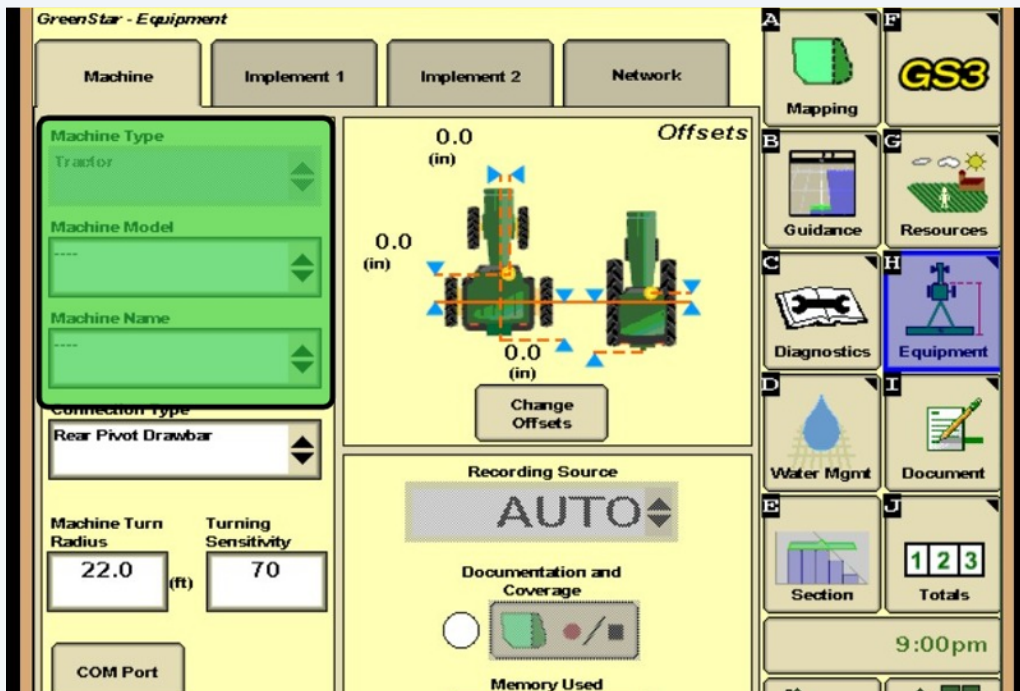 GreenStar - Equipment
Machine
Implement 1
Implement 2
Network
Machine Type
Tractor
Machine Model
----
Machine Name
----
Connection Type
Rear Pivot Drawbar
Machine Turn
Radius
22.0
(ft)
Turning
Sensitivity
70
COM Port
Offsets
0.0
(in)
0.0
(in)
0.0
(in)
Change
Offsets
Recording Source
AUTO
Documentation and
Coverage
Memory Used
A
Mapping
F
GS3
B
Guidance
G
Resources
C
Diagnostics
H
Equipment
D
Water Mgmt
I
Document
E
Section
J
1 2 3
Totals
9:00pm